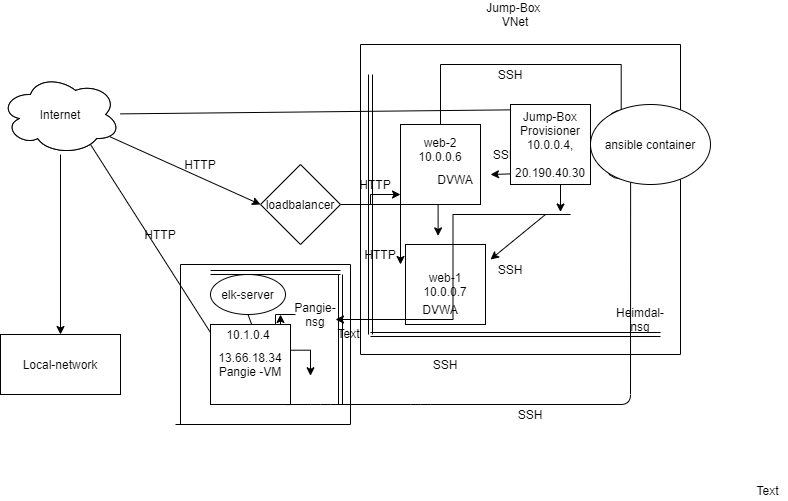 Jump-Box
VNet
SSH
Internet
Jump-Box
Provisioner
10.0.0.4,
20.190.40.30
ansible container
web-2
10.0.0.6
DVWA
HTTP
HTTP
loadbalancer
HTTP
HTTP
web-1
10.0.0.7
DVWA
SSH
elk-server
Pangie-
nsg
Heimdal-
nsg
Text
10.1.0.4
13.66.18.34
Pangie -VM
Local-network
SSH
SSH
Text